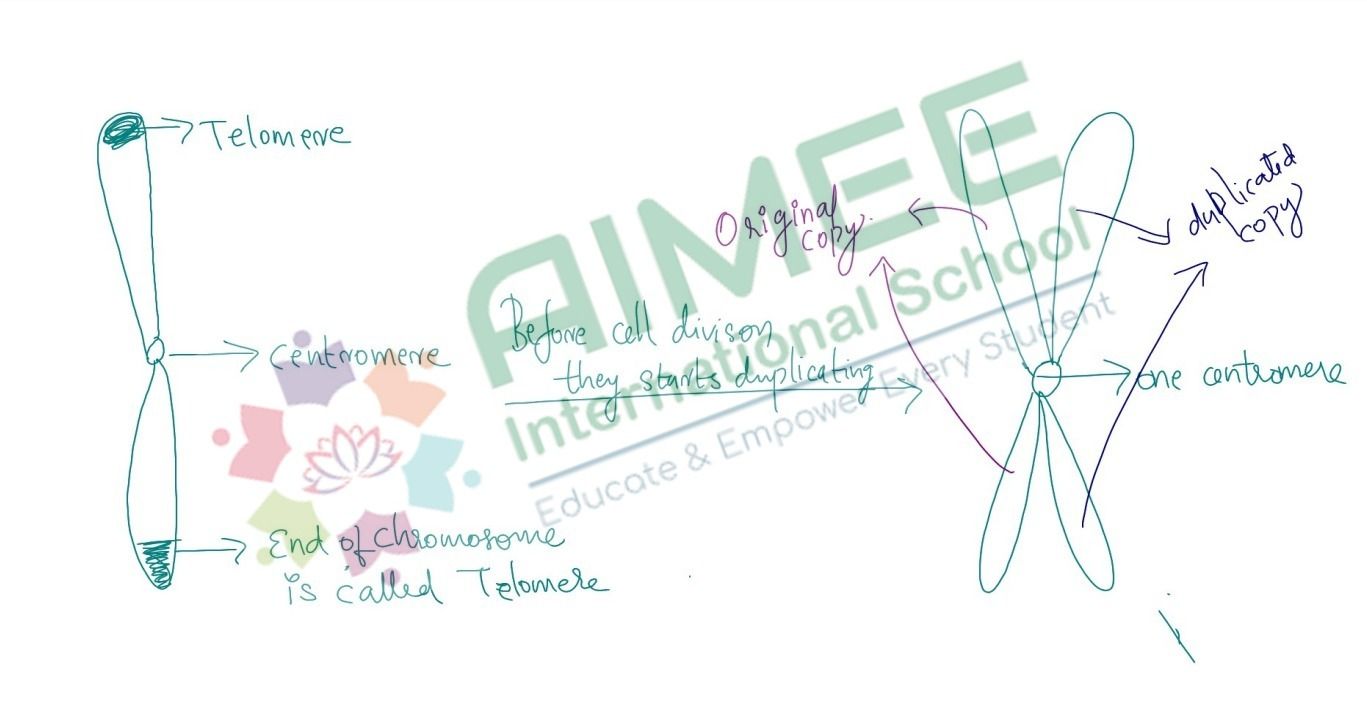 Telomere
Centromere
End of chromosome
is called Telomere
Before cell divison
they starts duplicating
Original
copy.
duplicated
copy
one centromere
AIMEE
International School
Educate & Empower Every Student